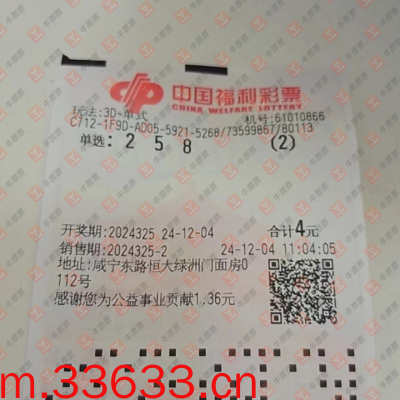 中国福利彩票
CHINA WELFARE LOTTERY
玩法:3D-单式 机号:61010866
C712-1F9D-AD05-5921-5268/73599867/80113
单选: 2 5 8 (2)
开奖期:2024325 24-12-04 合计4元
销售期:2024325-2 24-12-04 11:04:05
地址:咸宁东路恒大绿洲门面房0
112号
感谢您为公益事业贡献1.36元
m.33633.cn